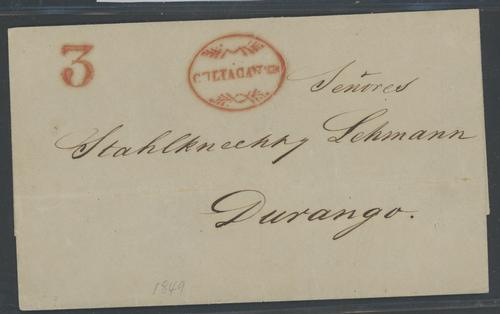 3
CULIACAN
Señores
Stahlknecht y Lehmann
Durango.
1849